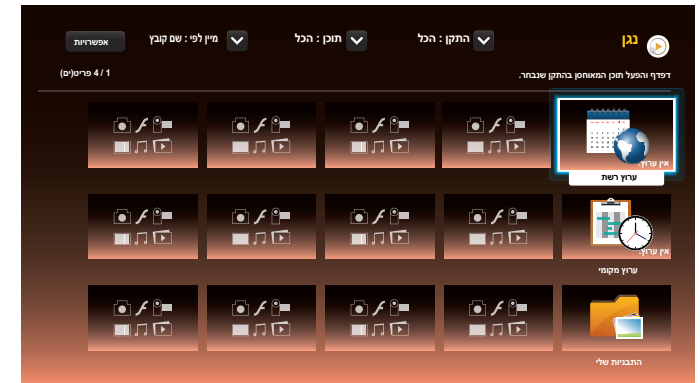 נגן
התקן : הכל
תוכן : הכל
מיין לפי : שם קובץ
אפשרויות
דפדף והפעל תוכן המאוחסן בהתקן שנבחר.
1 / 4 פריט(ים)
אין ערוץ.
ערוץ רשת
אין ערוץ.
ערוץ מקומי
התבניות שלי